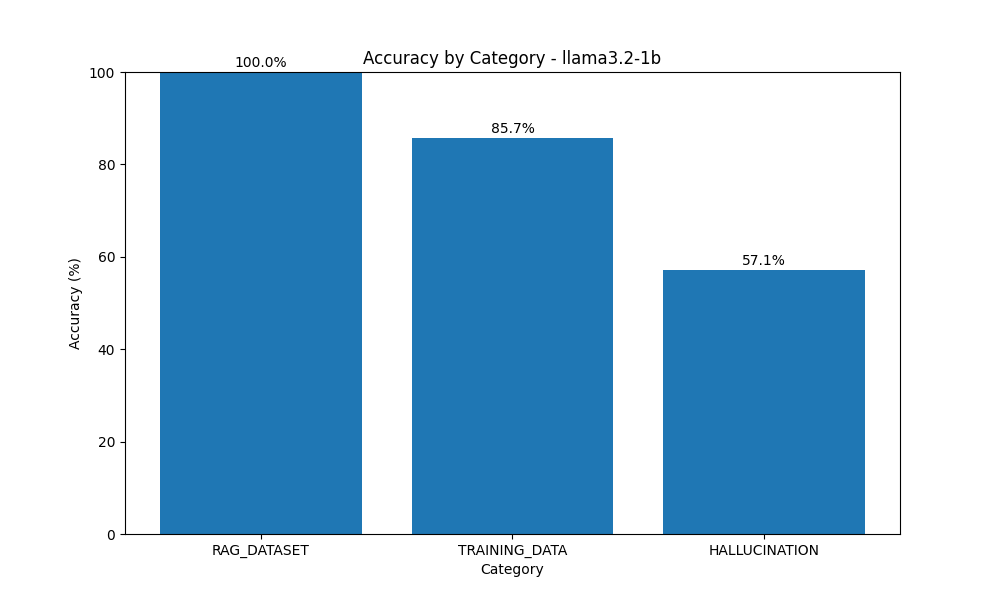 Accuracy by Category - llama3.2-1b
100.0%
85.7%
57.1%
100
80
60
40
20
0
Accuracy (%)
RAG_DATASET
TRAINING_DATA
HALLUCINATION
Category